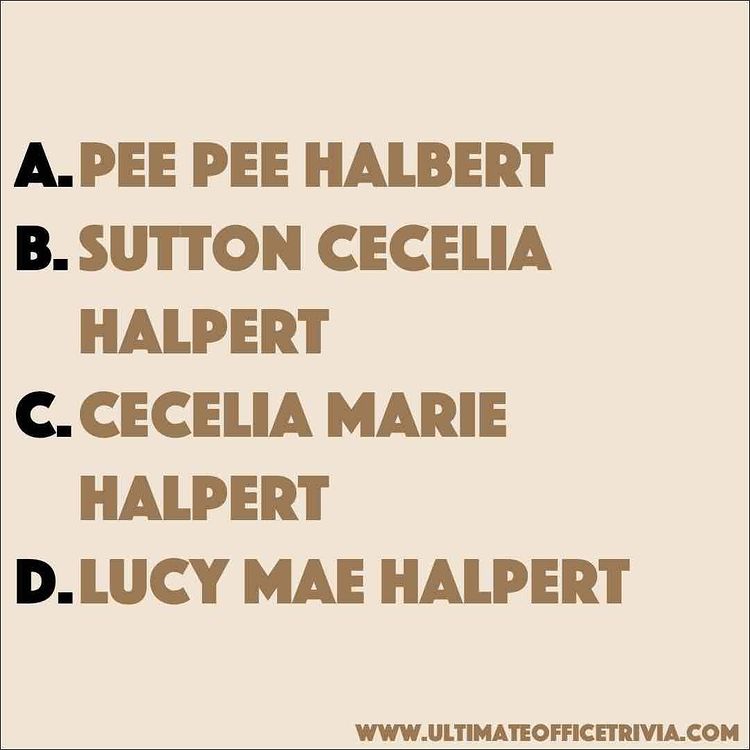 A. PEE PEE HALBERT
B. SUTTON CECELIA
HALPERT
C. CECELIA MARIE
HALPERT
D. LUCY MAE HALPERT
WWW.ULTIMATEOFFICETRIVIA.COM